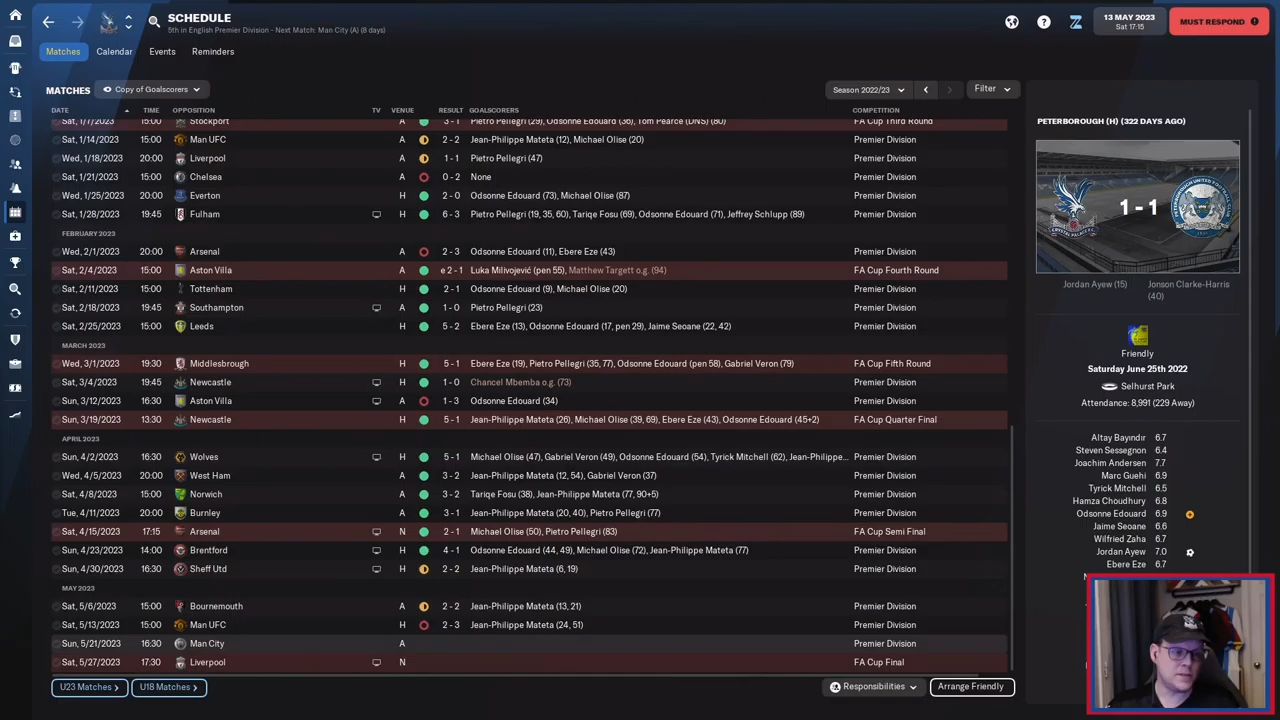 SCHEDULE
5th in English Premier Division - Next Match: Man City (A) (8 days)
13 MAY 2023
Sat 17:15
MUST RESPOND
Matches Calendar Events Reminders
MATCHES Copy of Goalscorers Season 2022/23 Filter
DATE TIME OPPOSITION TV VENUE RESULT GOALSCORERS COMPETITION
Sat, 1/7/2023 15:00 Stockport A 3 - 1 Pietro Pellegri (29), Odsonne Edouard (36), Tom Pearce (DNS) (80) FA Cup Third Round
Sat, 1/14/2023 15:00 Man UFC A 2 - 2 Jean-Philippe Mateta (12), Michael Olise (20) Premier Division
Wed, 1/18/2023 20:00 Liverpool A 1 - 1 Pietro Pellegri (47) Premier Division
Sat, 1/21/2023 15:00 Chelsea A 0 - 2 None Premier Division
Wed, 1/25/2023 20:00 Everton H 2 - 0 Odsonne Edouard (73), Michael Olise (87) Premier Division
Sat, 1/28/2023 19:45 Fulham H 6 - 3 Pietro Pellegri (19, 35, 60), Tariqe Fosu (69), Odsonne Edouard (71), Jeffrey Schlupp (89) Premier Division
FEBRUARY 2023
Wed, 2/1/2023 20:00 Arsenal A 2 - 3 Odsonne Edouard (11), Ebere Eze (43) Premier Division
Sat, 2/4/2023 15:00 Aston Villa A e 2 - 1 Luka Milivojević (pen 55), Matthew Targett o.g. (94) FA Cup Fourth Round
Sat, 2/11/2023 15:00 Tottenham H 2 - 1 Odsonne Edouard (9), Michael Olise (20) Premier Division
Sat, 2/18/2023 19:45 Southampton A 1 - 0 Pietro Pellegri (23) Premier Division
Sat, 2/25/2023 15:00 Leeds H 5 - 2 Ebere Eze (13), Odsonne Edouard (17, pen 29), Jaime Seoane (22, 42) Premier Division
MARCH 2023
Wed, 3/1/2023 19:30 Middlesbrough H 5 - 1 Ebere Eze (19), Pietro Pellegri (35, 77), Odsonne Edouard (pen 58), Gabriel Veron (79) FA Cup Fifth Round
Sat, 3/4/2023 19:45 Newcastle H 1 - 0 Chancel Mbemba o.g. (73) Premier Division
Sun, 3/12/2023 16:30 Aston Villa A 1 - 3 Odsonne Edouard (34) Premier Division
Sun, 3/19/2023 13:30 Newcastle H 5 - 1 Jean-Philippe Mateta (26), Michael Olise (39, 69), Ebere Eze (43), Odsonne Edouard (45+2) FA Cup Quarter Final
APRIL 2023
Sun, 4/2/2023 16:30 Wolves H 5 - 1 Michael Olise (47), Gabriel Veron (49), Odsonne Edouard (54), Tyrick Mitchell (62), Jean-Philippe... Premier Division
Wed, 4/5/2023 20:00 West Ham H 3 - 2 Jean-Philippe Mateta (12, 54), Gabriel Veron (37) Premier Division
Sat, 4/8/2023 15:00 Norwich A 3 - 2 Tariqe Fosu (38), Jean-Philippe Mateta (77, 90+5) Premier Division
Tue, 4/11/2023 20:00 Burnley A 3 - 1 Jean-Philippe Mateta (20, 40), Pietro Pellegri (77) Premier Division
Sat, 4/15/2023 17:15 Arsenal N 2 - 1 Michael Olise (50), Pietro Pellegri (83) FA Cup Semi Final
Sun, 4/23/2023 14:00 Brentford H 4 - 1 Odsonne Edouard (44, 49), Michael Olise (72), Jean-Philippe Mateta (77) Premier Division
Sun, 4/30/2023 16:30 Sheff Utd H 2 - 2 Jean-Philippe Mateta (6, 19) Premier Division
MAY 2023
Sat, 5/6/2023 15:00 Bournemouth A 2 - 2 Jean-Philippe Mateta (13, 21) Premier Division
Sat, 5/13/2023 15:00 Man UFC H 2 - 3 Jean-Philippe Mateta (24, 51) Premier Division
Sun, 5/21/2023 16:30 Man City A Premier Division
Sat, 5/27/2023 17:30 Liverpool N FA Cup Final
U23 Matches U18 Matches Responsibilities Arrange Friendly
PETERBOROUGH (H) (322 DAYS AGO)
1 - 1
Jordan Ayew (15) Jonson Clarke-Harris
(40)
Friendly
Saturday June 25th 2022
Selhurst Park
Attendance: 8,991 (229 Away)
Altay Bayındır 6.7
Steven Sessegnon 6.4
Joachim Andersen 7.7
Marc Guehi 6.9
Tyrick Mitchell 6.5
Hamza Choudhury 6.8
Odsonne Edouard 6.9
Jaime Seoane 6.6
Wilfried Zaha 6.7
Jordan Ayew 7.0
Ebere Eze 6.7